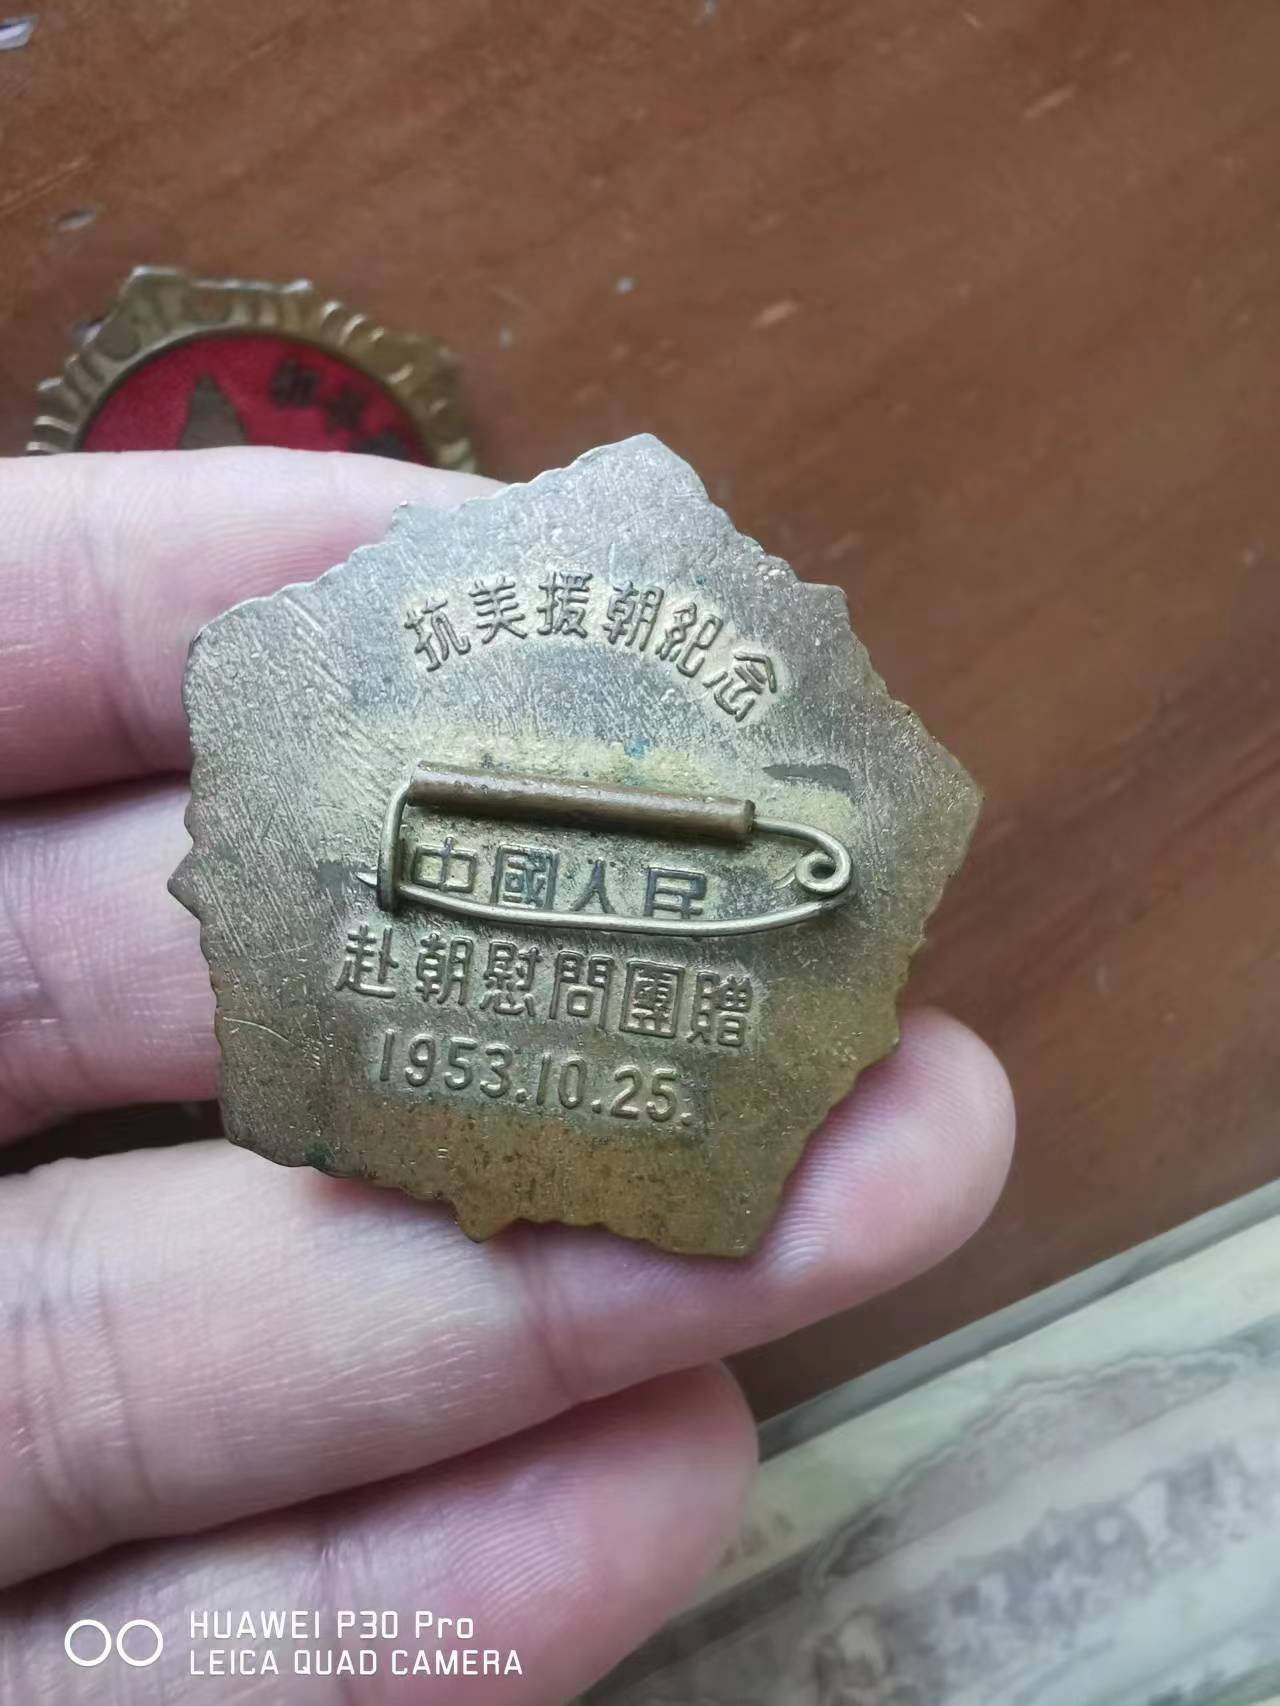 抗美援朝紀念
中國人民
赴朝慰問團贈
1953.10.25.
HUAWEI P30 Pro
LEICA QUAD CAMERA